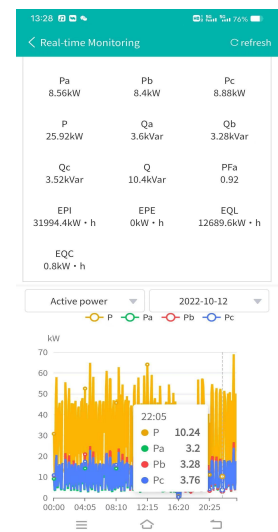 13:28 76%
Real-time Monitoring refresh
Pa Pb Pc
8.56kW 8.4kW 8.88kW
P Qa Qb
25.92kW 3.6kVar 3.28kVar
Qc Q PFa
3.52kVar 10.4kVar 0.92
EPI EPE EQL
31994.4kW·h 0kW·h 12689.6kW·h
EQC
0.8kW·h
Active power 2022-10-12
P Pa Pb Pc
kW
70
60
50
40
30
20
10
0
22:05
P 10.24
Pa 3.2
Pb 3.28
Pc 3.76
00:00 04:05 08:10 12:15 16:20 20:25